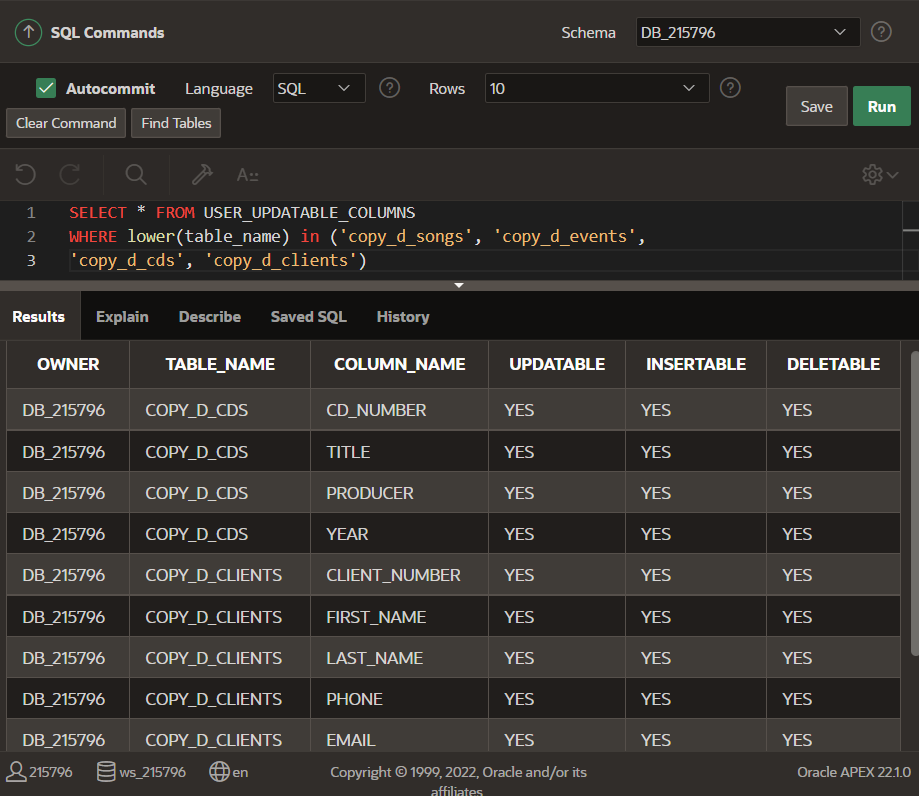 SQL Commands
Schema DB_215796 ?
Autocommit Language SQL ? Rows 10 ?
Clear Command Find Tables Save Run
A::
1 SELECT * FROM USER_UPDATABLE_COLUMNS
2 WHERE lower(table_name) in ('copy_d_songs', 'copy_d_events',
3 'copy_d_cds', 'copy_d_clients')
Results Explain Describe Saved SQL History
OWNER TABLE_NAME COLUMN_NAME UPDATABLE INSERTABLE DELETABLE
DB_215796 COPY_D_CDS CD_NUMBER YES YES YES
DB_215796 COPY_D_CDS TITLE YES YES YES
DB_215796 COPY_D_CDS PRODUCER YES YES YES
DB_215796 COPY_D_CDS YEAR YES YES YES
DB_215796 COPY_D_CLIENTS CLIENT_NUMBER YES YES YES
DB_215796 COPY_D_CLIENTS FIRST_NAME YES YES YES
DB_215796 COPY_D_CLIENTS LAST_NAME YES YES YES
DB_215796 COPY_D_CLIENTS PHONE YES YES YES
DB_215796 COPY_D_CLIENTS EMAIL YES YES YES
215796 ws_215796 en Copyright © 1999, 2022, Oracle and/or its Oracle APEX 22.1.0
affiliates